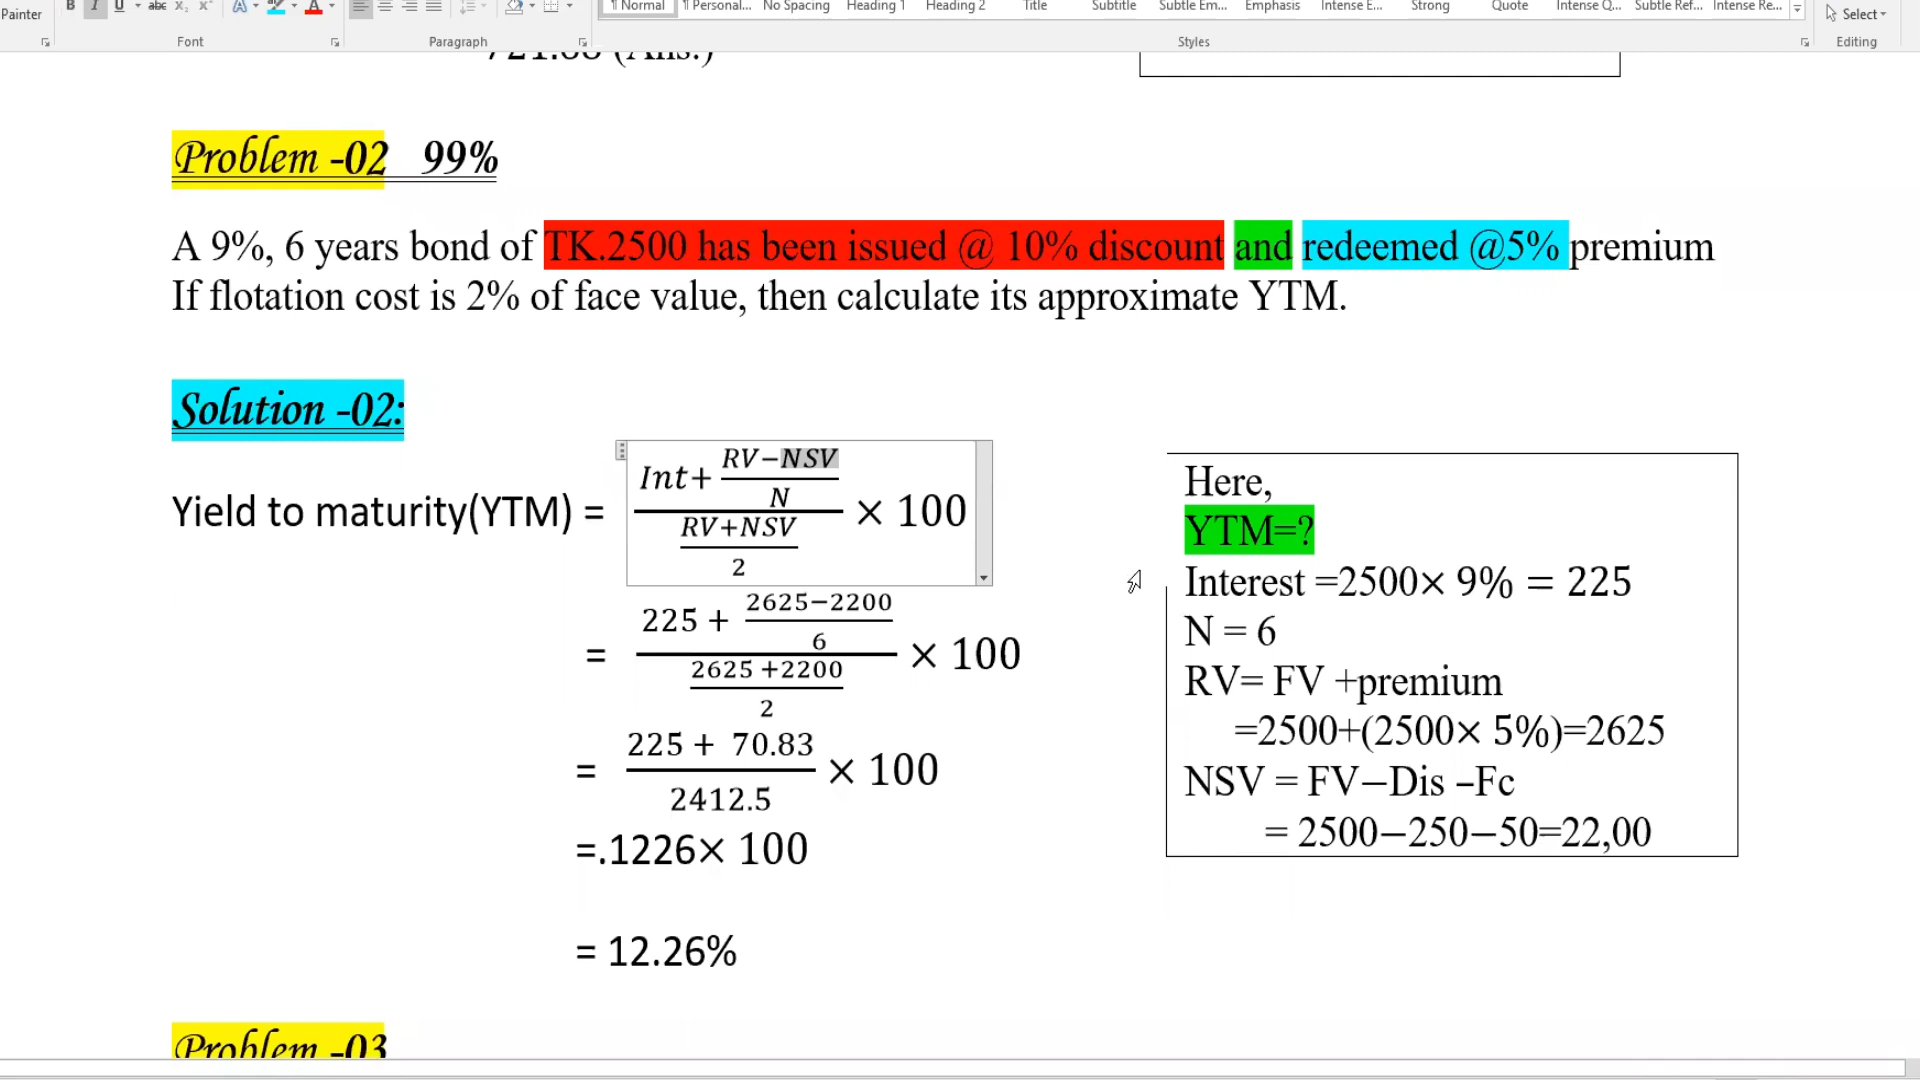 Painter B I U abc X₂ X² A A
¶ Normal ¶ Personal... No Spacing Heading 1 Heading 2 Title Subtitle Subtle Em... Emphasis Intense E... Strong Quote Intense Q... Subtle Ref... Intense Re... Select
Font Paragraph Styles Editing
(Ans.)
Problem -02 99%
A 9%, 6 years bond of TK.2500 has been issued @ 10% discount and redeemed @5% premium
If flotation cost is 2% of face value, then calculate its approximate YTM.
Solution -02:
Yield to maturity(YTM) =
Int+ RV−NSV
N
× 100
RV+NSV
2
= 225 + 2625−2200
6
× 100
2625 +2200
2
= 225 + 70.83
2412.5
× 100
=.1226× 100
= 12.26%
Here,
YTM=?
Interest =2500× 9% = 225
N = 6
RV= FV +premium
=2500+(2500× 5%)=2625
NSV = FV−Dis –Fc
= 2500−250−50=22,00
Problem -03